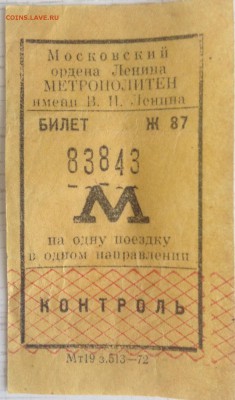 COINS.LAVE.RU
Московский
ордена Ленина
МЕТРОПОЛИТЕН
имени В. И. Ленина
БИЛЕТ Ж 87
83843
М
на одну поездку
в одном направлении
КОНТРОЛЬ
Мт19 з.513—72